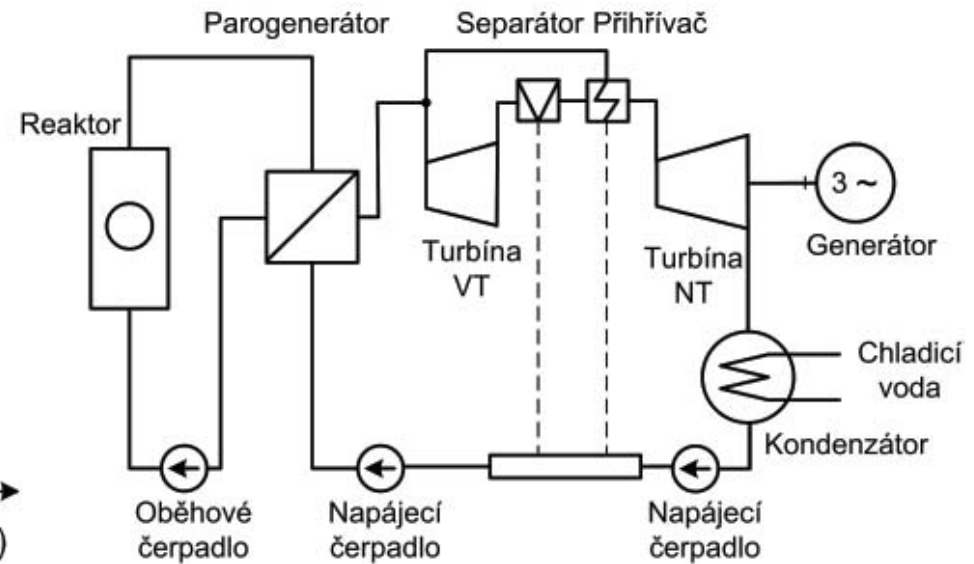 Parogenerátor
Separátor Přihřívač
Reaktor
3 ~
Generátor
Turbína
VT
Turbína
NT
Chladicí
voda
Kondenzátor
Oběhové
čerpadlo
Napájecí
čerpadlo
Napájecí
čerpadlo
)